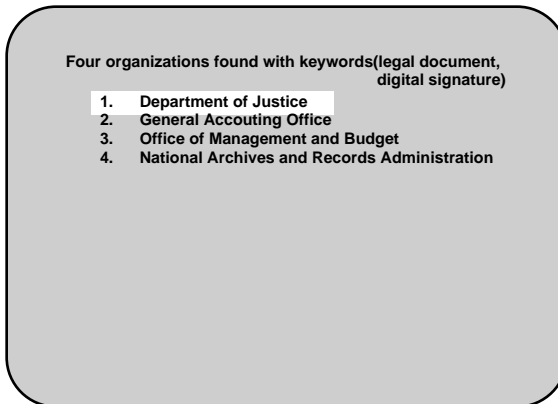 Four organizations found with keywords(legal document,
digital signature)
1. Department of Justice
2. General Accouting Office
3. Office of Management and Budget
4. National Archives and Records Administration